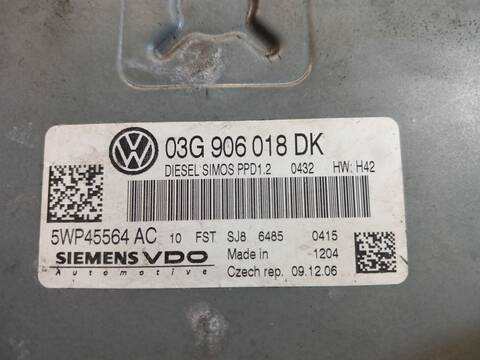 03G 906 018 DK
DIESEL SIMOS PPD1.2 0432 HW: H42
5WP45564 AC 10 FST SJ8 6485 0415
SIEMENS VDO Made in 1204
Automotive Czech rep. 09.12.06